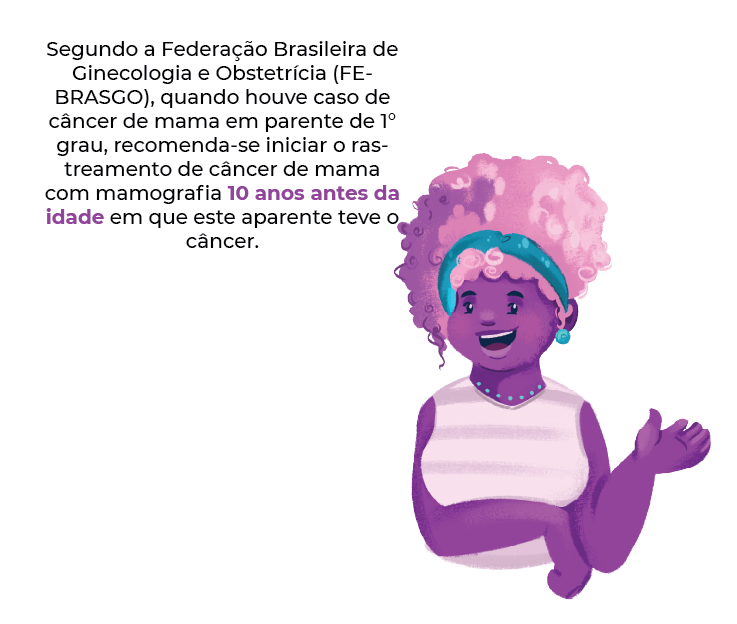 Segundo a Federação Brasileira de
Ginecologia e Obstetrícia (FE-
BRASGO), quando houve caso de
câncer de mama em parente de 1°
grau, recomenda-se iniciar o ras-
treamento de câncer de mama
com mamografia 10 anos antes da
idade em que este aparente teve o
câncer.